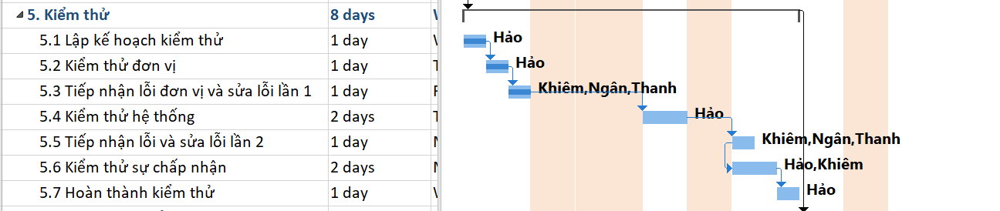 5. Kiểm thử 8 days
5.1 Lập kế hoạch kiểm thử 1 day Hảo
5.2 Kiểm thử đơn vị 1 day T Hảo
5.3 Tiếp nhận lỗi đơn vị và sửa lỗi lần 1 1 day F Khiêm,Ngân,Thanh
5.4 Kiểm thử hệ thống 2 days T Hảo
5.5 Tiếp nhận lỗi và sửa lỗi lần 2 1 day Khiêm,Ngân,Thanh
5.6 Kiểm thử sự chấp nhận 2 days Hảo,Khiêm
5.7 Hoàn thành kiểm thử 1 day Hảo